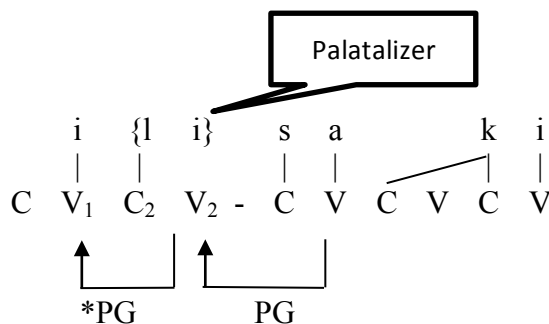 Palatalizer
i {l i} s a k i
C V₁ C₂ V₂ - C V C V C V
*PG PG